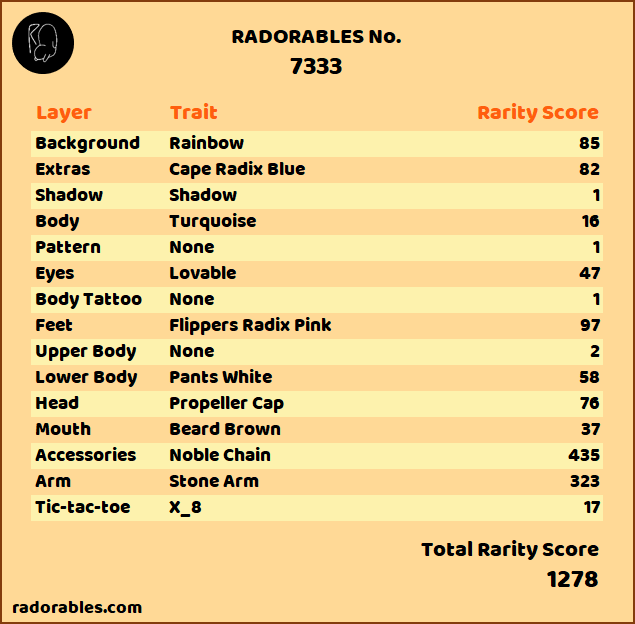 RADORABLES No.
7333
Layer Trait Rarity Score
Background Rainbow 85
Extras Cape Radix Blue 82
Shadow Shadow 1
Body Turquoise 16
Pattern None 1
Eyes Lovable 47
Body Tattoo None 1
Feet Flippers Radix Pink 97
Upper Body None 2
Lower Body Pants White 58
Head Propeller Cap 76
Mouth Beard Brown 37
Accessories Noble Chain 435
Arm Stone Arm 323
Tic-tac-toe X_8 17
Total Rarity Score
1278
radorables.com